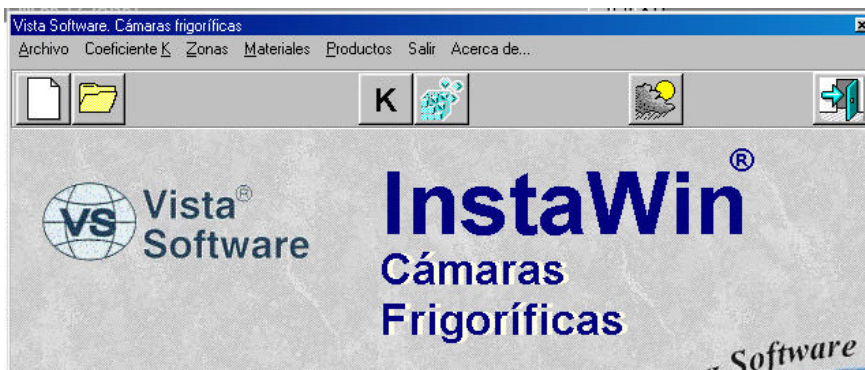 Vista Software. Cámaras frigoríficas
Archivo Coeficiente K Zonas Materiales Productos Salir Acerca de...
K
InstaWin®
VS Vista®
Software
Cámaras
Frigoríficas
Software